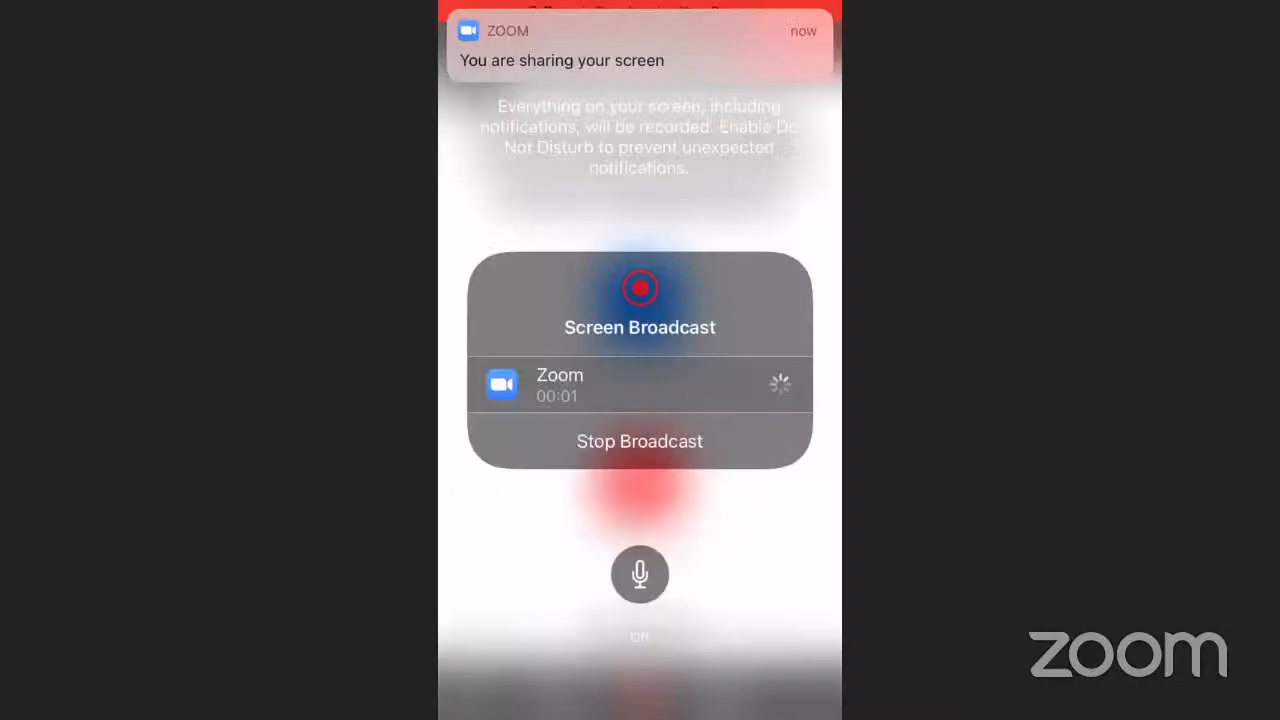 ZOOM
now
You are sharing your screen
Everything on your screen, including
notifications, will be recorded. Enable Do
Not Disturb to prevent unexpected
notifications.
Screen Broadcast
Zoom
00:01
Stop Broadcast
Off
zoom